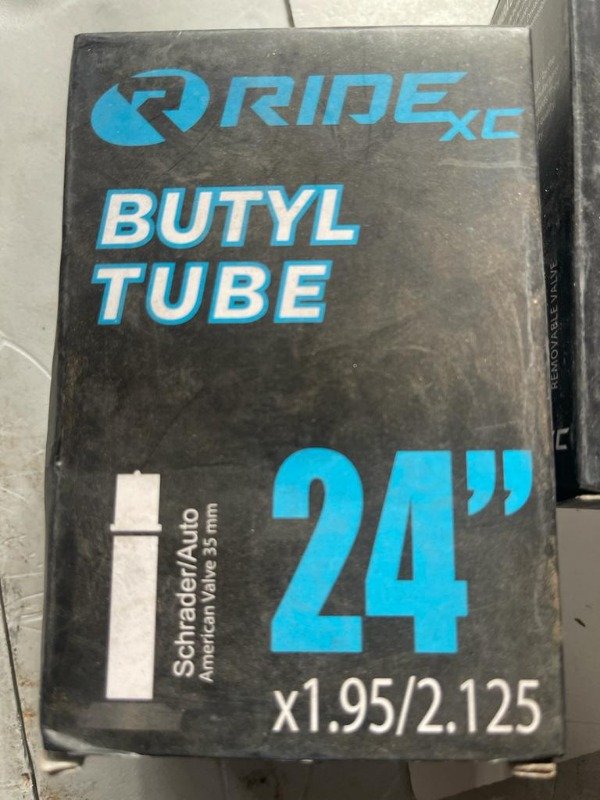 RIDE XC
BUTYL
TUBE
24”
x1.95/2.125
Schrader/Auto
American Valve 35 mm
REMOVABLE VALVE